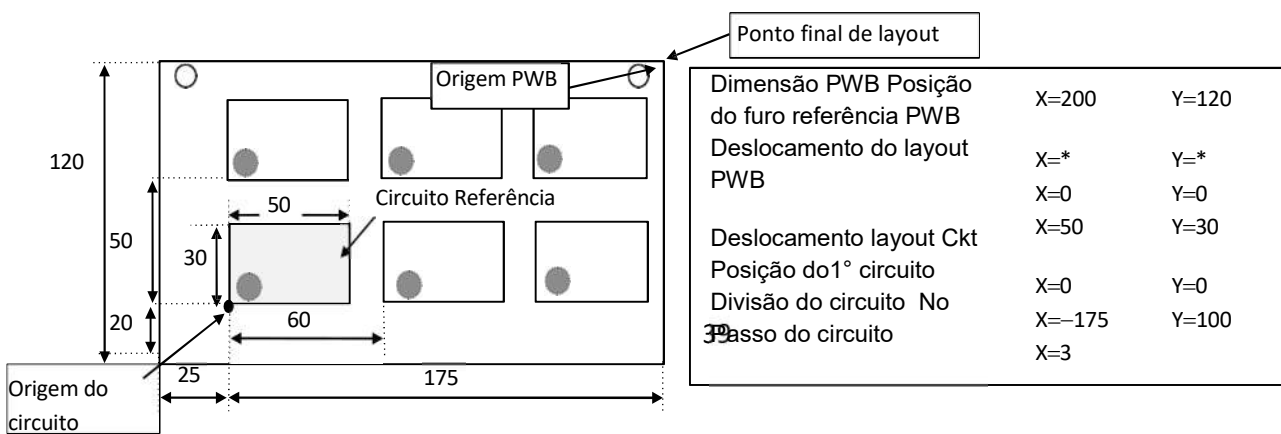 Ponto final de layout
Origem PWB
120
50
Circuito Referência
50
30
20
60
25
175
Origem do
circuito
Dimensão PWB Posição
do furo referência PWB
X=200 Y=120
Deslocamento do layout
PWB
X=* Y=*
X=0 Y=0
X=50 Y=30
Deslocamento layout Ckt
Posição do1° circuito
X=0 Y=0
Divisão do circuito No
X=−175 Y=100
Passo do circuito
X=3